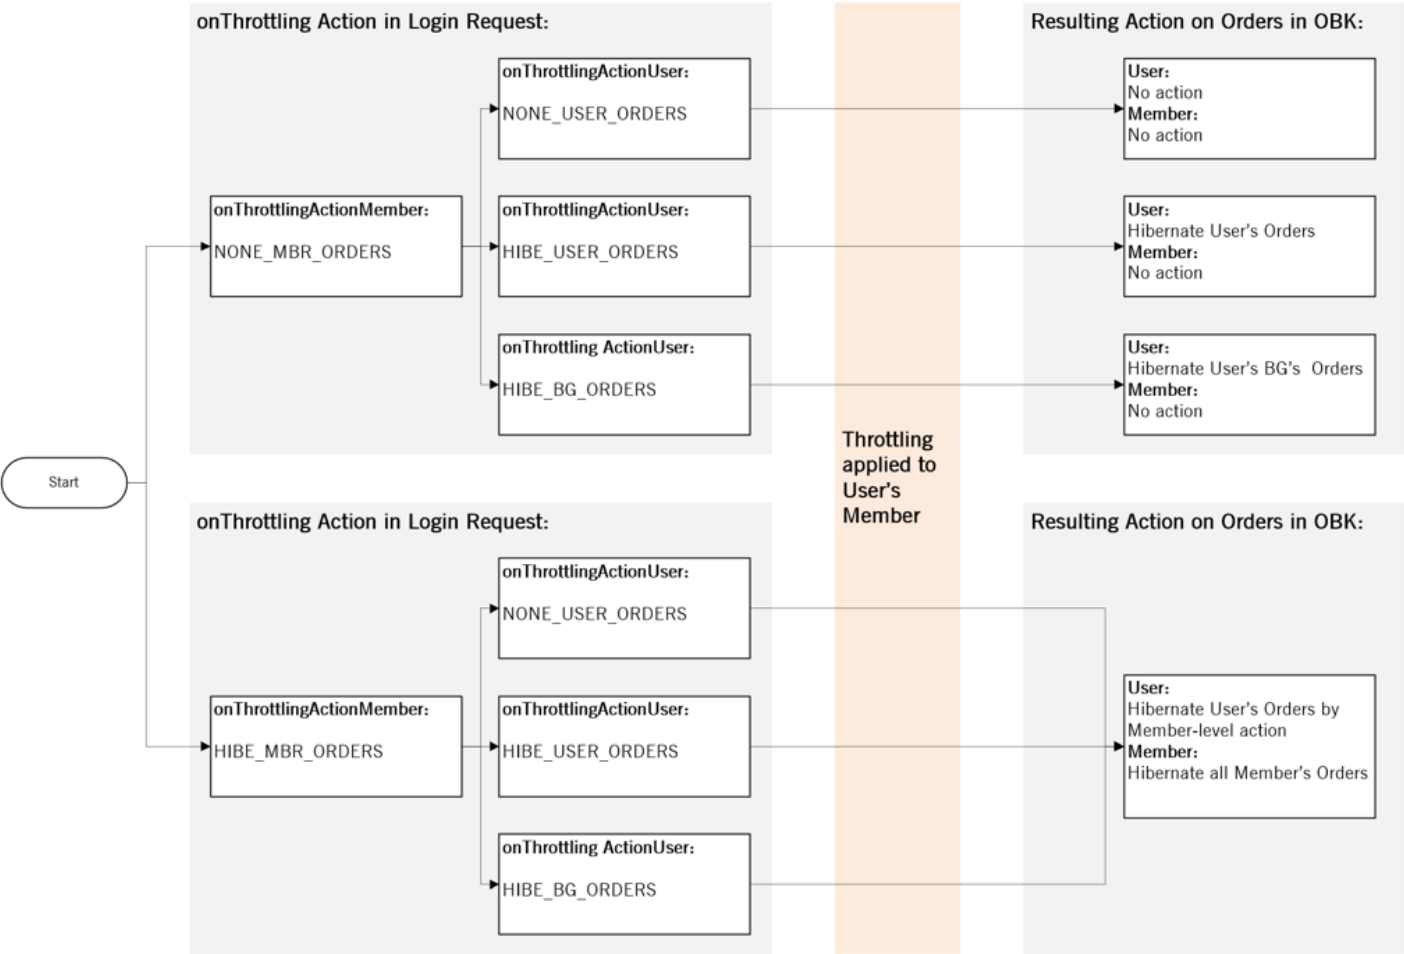 onThrottling Action in Login Request:
Resulting Action on Orders in OBK:
onThrottlingActionUser:
NONE_USER_ORDERS
User:
No action
Member:
No action
onThrottlingActionMember:
NONE_MBR_ORDERS
onThrottlingActionUser:
HIBE_USER_ORDERS
User:
Hibernate User's Orders
Member:
No action
onThrottling ActionUser:
HIBE_BG_ORDERS
User:
Hibernate User's BG's  Orders
Member:
No action
Throttling
applied to
User's
Member
Start
onThrottling Action in Login Request:
Resulting Action on Orders in OBK:
onThrottlingActionUser:
NONE_USER_ORDERS
onThrottlingActionMember:
HIBE_MBR_ORDERS
onThrottlingActionUser:
HIBE_USER_ORDERS
User:
Hibernate User's Orders by
Member-level action
Member:
Hibernate all Member's Orders
onThrottling ActionUser:
HIBE_BG_ORDERS